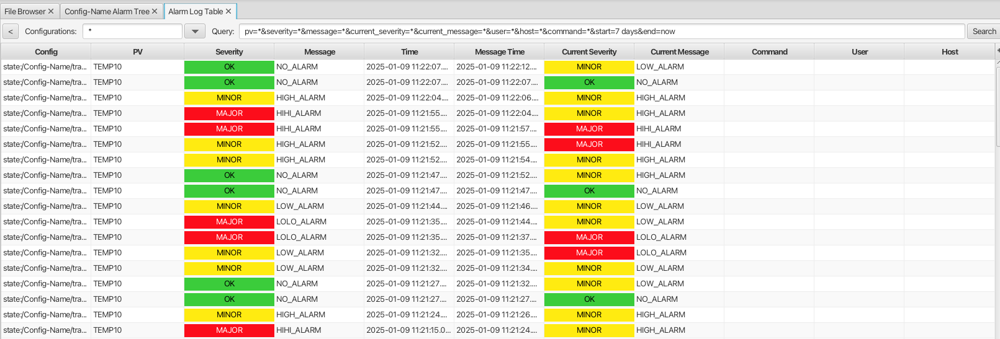 File Browser ✕ Config-Name Alarm Tree ✕ Alarm Log Table ✕
< Configurations: * Query: pv=*&severity=*&message=*&current_severity=*&current_message=*&user=*&host=*&command=*&start=7 days&end=now Search
Config PV Severity Message Time Message Time Current Severity Current Message Command User Host
state:/Config-Name/tra... TEMP10 OK NO_ALARM 2025-01-09 11:22:07.... 2025-01-09 11:22:12.... MINOR LOW_ALARM
state:/Config-Name/tra... TEMP10 OK NO_ALARM 2025-01-09 11:22:07.... 2025-01-09 11:22:07.... OK NO_ALARM
state:/Config-Name/tra... TEMP10 MINOR HIGH_ALARM 2025-01-09 11:22:04.... 2025-01-09 11:22:06.... MINOR HIGH_ALARM
state:/Config-Name/tra... TEMP10 MAJOR HIHI_ALARM 2025-01-09 11:21:55.... 2025-01-09 11:22:04.... MINOR HIGH_ALARM
state:/Config-Name/tra... TEMP10 MAJOR HIHI_ALARM 2025-01-09 11:21:55.... 2025-01-09 11:21:57.... MAJOR HIHI_ALARM
state:/Config-Name/tra... TEMP10 MINOR HIGH_ALARM 2025-01-09 11:21:52.... 2025-01-09 11:21:55.... MAJOR HIHI_ALARM
state:/Config-Name/tra... TEMP10 MINOR HIGH_ALARM 2025-01-09 11:21:52.... 2025-01-09 11:21:54.... MINOR HIGH_ALARM
state:/Config-Name/tra... TEMP10 OK NO_ALARM 2025-01-09 11:21:47.... 2025-01-09 11:21:52.... MINOR HIGH_ALARM
state:/Config-Name/tra... TEMP10 OK NO_ALARM 2025-01-09 11:21:47.... 2025-01-09 11:21:47.... OK NO_ALARM
state:/Config-Name/tra... TEMP10 MINOR LOW_ALARM 2025-01-09 11:21:44.... 2025-01-09 11:21:46.... MINOR LOW_ALARM
state:/Config-Name/tra... TEMP10 MAJOR LOLO_ALARM 2025-01-09 11:21:35.... 2025-01-09 11:21:44.... MINOR LOW_ALARM
state:/Config-Name/tra... TEMP10 MAJOR LOLO_ALARM 2025-01-09 11:21:35.... 2025-01-09 11:21:37.... MAJOR LOLO_ALARM
state:/Config-Name/tra... TEMP10 MINOR LOW_ALARM 2025-01-09 11:21:32.... 2025-01-09 11:21:35.... MAJOR LOLO_ALARM
state:/Config-Name/tra... TEMP10 MINOR LOW_ALARM 2025-01-09 11:21:32.... 2025-01-09 11:21:34.... MINOR LOW_ALARM
state:/Config-Name/tra... TEMP10 OK NO_ALARM 2025-01-09 11:21:27.... 2025-01-09 11:21:32.... MINOR LOW_ALARM
state:/Config-Name/tra... TEMP10 OK NO_ALARM 2025-01-09 11:21:27.... 2025-01-09 11:21:27.... OK NO_ALARM
state:/Config-Name/tra... TEMP10 MINOR HIGH_ALARM 2025-01-09 11:21:24.... 2025-01-09 11:21:26.... MINOR HIGH_ALARM
state:/Config-Name/tra... TEMP10 MAJOR HIHI_ALARM 2025-01-09 11:21:15.0... 2025-01-09 11:21:24.... MINOR HIGH_ALARM